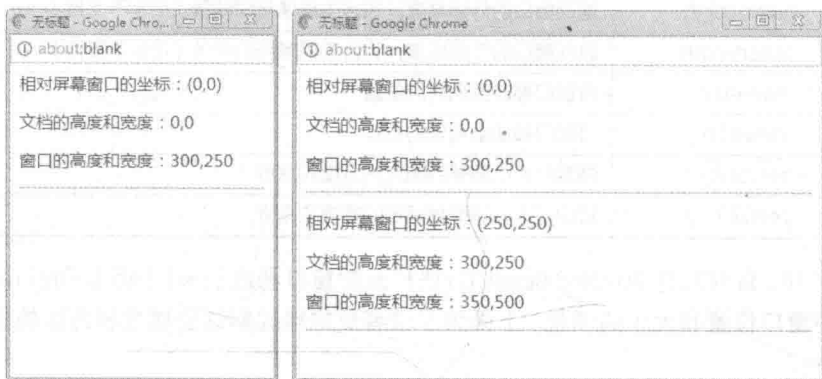 无标题 - Google Chro...
about:blank
相对屏幕窗口的坐标：(0,0)
文档的高度和宽度：0,0
窗口的高度和宽度：300,250
无标题 - Google Chrome
about:blank
相对屏幕窗口的坐标：(0,0)
文档的高度和宽度：0,0
窗口的高度和宽度：300,250
相对屏幕窗口的坐标：(250,250)
文档的高度和宽度：300,250
窗口的高度和宽度：350,500